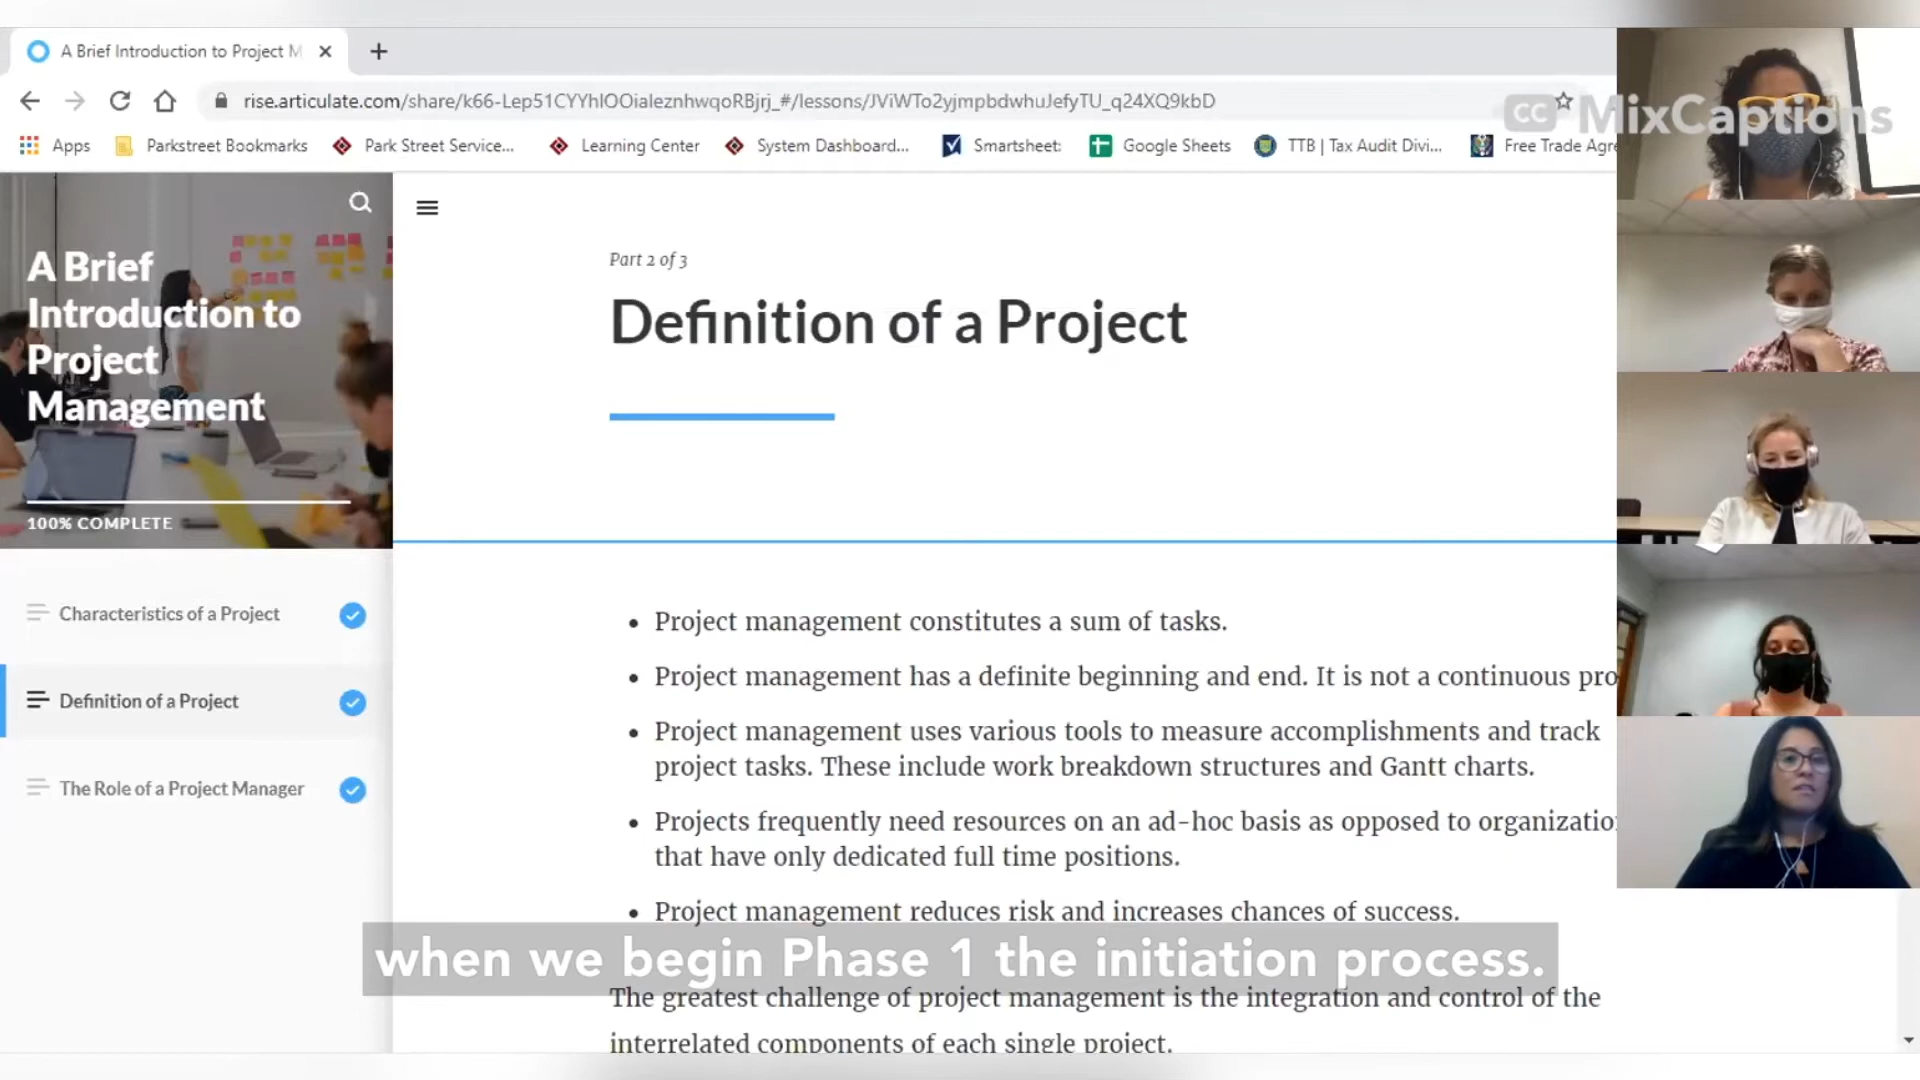 A Brief Introduction to Project M
rise.articulate.com/share/k66-Lep51CYYhlOOialeznhwqoRBjrj_#/lessons/JViWTo2yjmpbdwhuJefyTU_q24XQ9kbD
CC MixCaptions
Apps Parkstreet Bookmarks Park Street Service... Learning Center System Dashboard... Smartsheet: Google Sheets TTB | Tax Audit Divi... Free Trade Agre
A Brief
Introduction to
Project
Management
100% COMPLETE
Characteristics of a Project
Definition of a Project
The Role of a Project Manager
Part 2 of 3
Definition of a Project
• Project management constitutes a sum of tasks.
• Project management has a definite beginning and end. It is not a continuous pro
• Project management uses various tools to measure accomplishments and track
project tasks. These include work breakdown structures and Gantt charts.
• Projects frequently need resources on an ad-hoc basis as opposed to organizatio
that have only dedicated full time positions.
• Project management reduces risk and increases chances of success.
when we begin Phase 1 the initiation process.
The greatest challenge of project management is the integration and control of the
interrelated components of each single project.